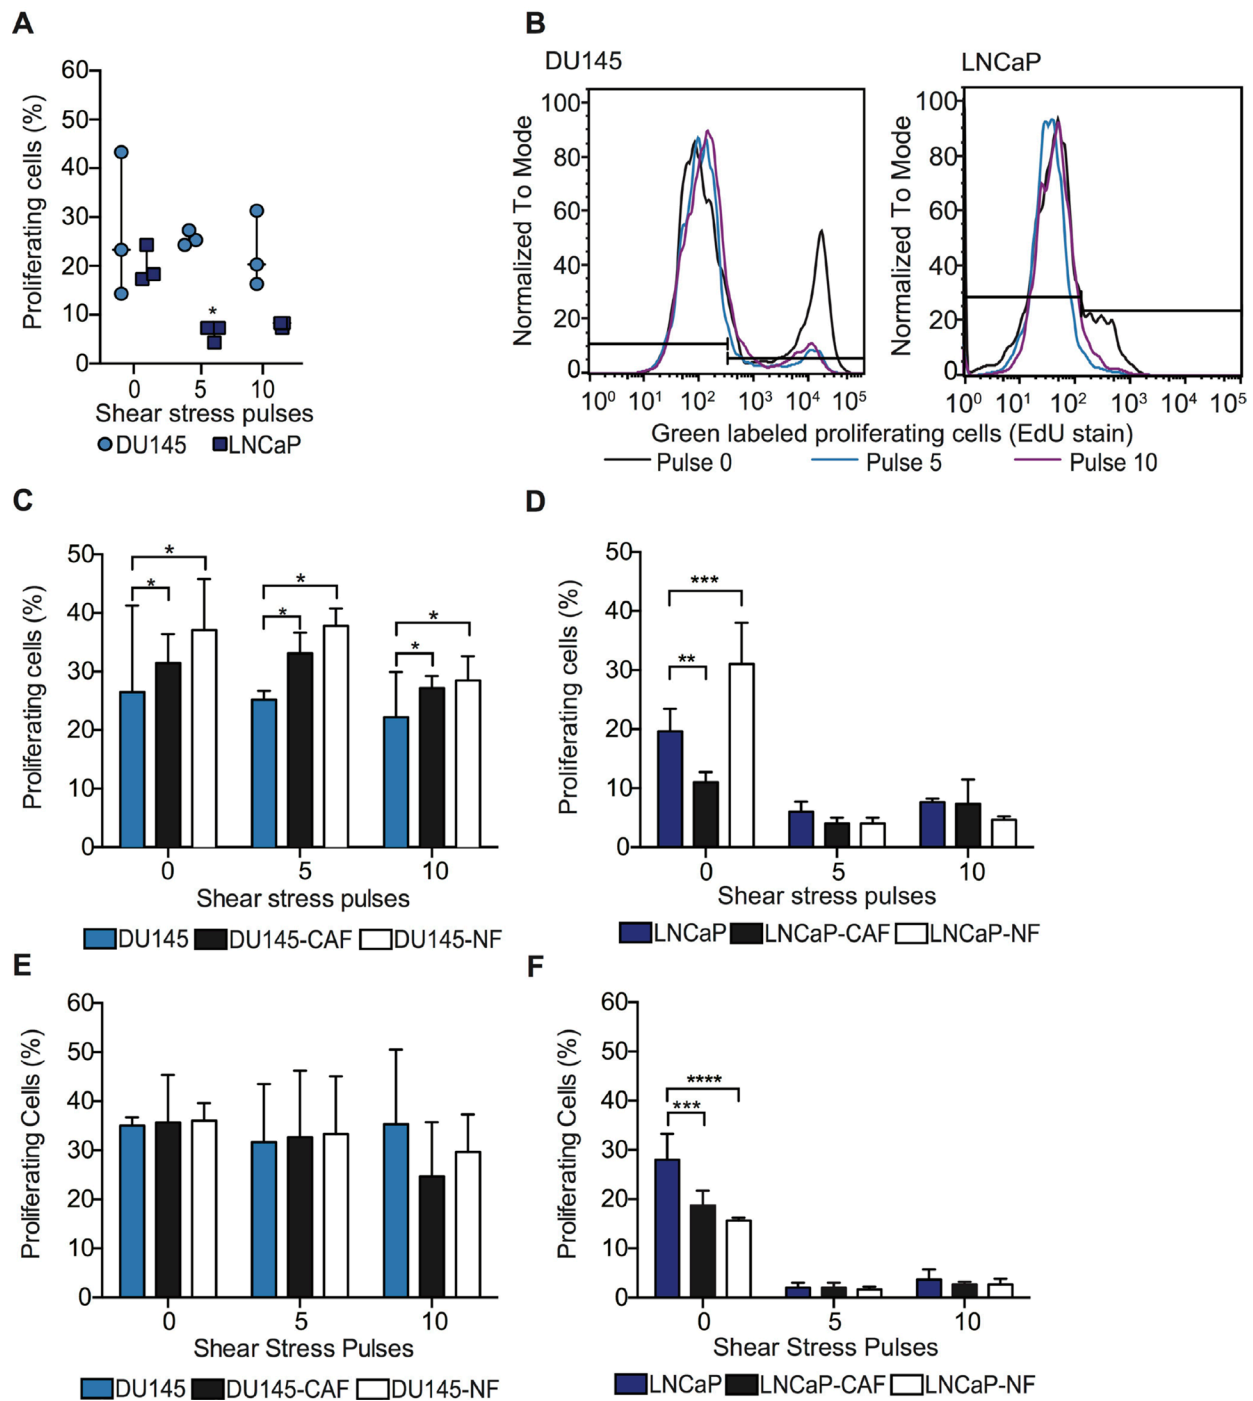 A
60
50
40
30
20
10
0
Proliferating cells (%)
*
0 5 10
Shear stress pulses
DU145 LNCaP
B
DU145
100
80
60
40
20
0
Normalized To Mode
10⁰ 10¹ 10² 10³ 10⁴ 10⁵
LNCaP
100
80
60
40
20
0
Normalized To Mode
10⁰ 10¹ 10² 10³ 10⁴ 10⁵
Green labeled proliferating cells (EdU stain)
Pulse 0 Pulse 5 Pulse 10
C
50
40
30
20
10
0
Proliferating cells (%)
* * *
* * *
0 5 10
Shear stress pulses
DU145 DU145-CAF DU145-NF
D
50
40
30
20
10
0
Proliferating cells (%)
***
**
0 5 10
Shear stress pulses
LNCaP LNCaP-CAF LNCaP-NF
E
60
50
40
30
20
10
0
Proliferating Cells (%)
0 5 10
Shear Stress Pulses
DU145 DU145-CAF DU145-NF
F
60
50
40
30
20
10
0
Proliferating Cells (%)
****
***
0 5 10
Shear Stress Pulses
LNCaP LNCaP-CAF LNCaP-NF